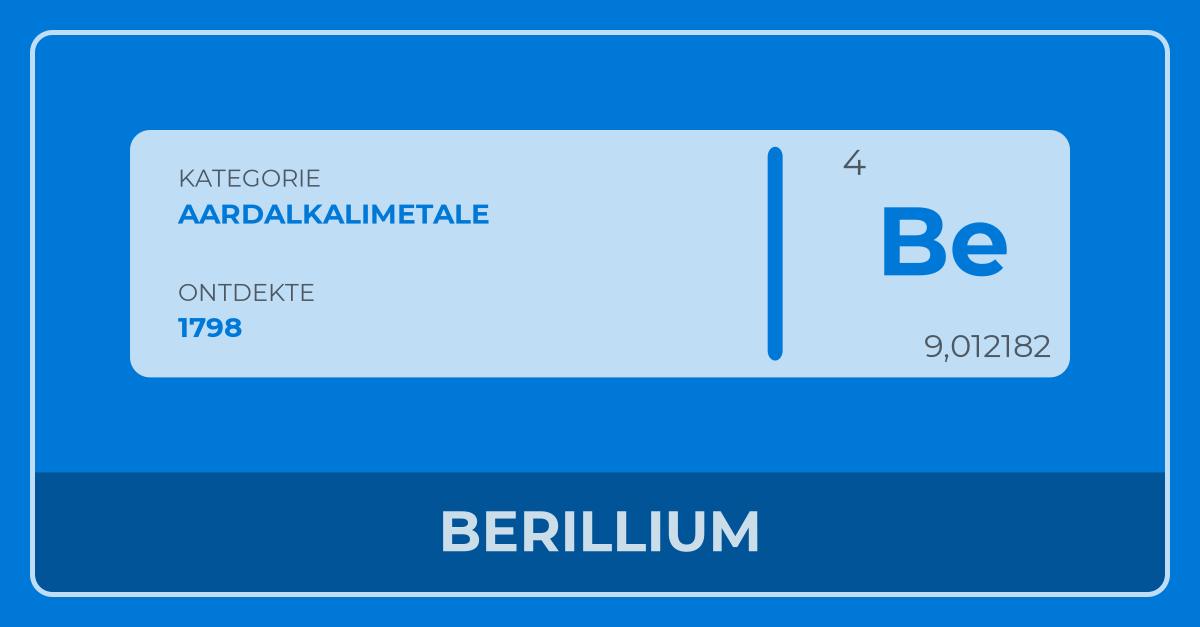 KATEGORIE
AARDALKALIMETALE
ONTDEKTE
1798
4
Be
9,012182
BERILLIUM